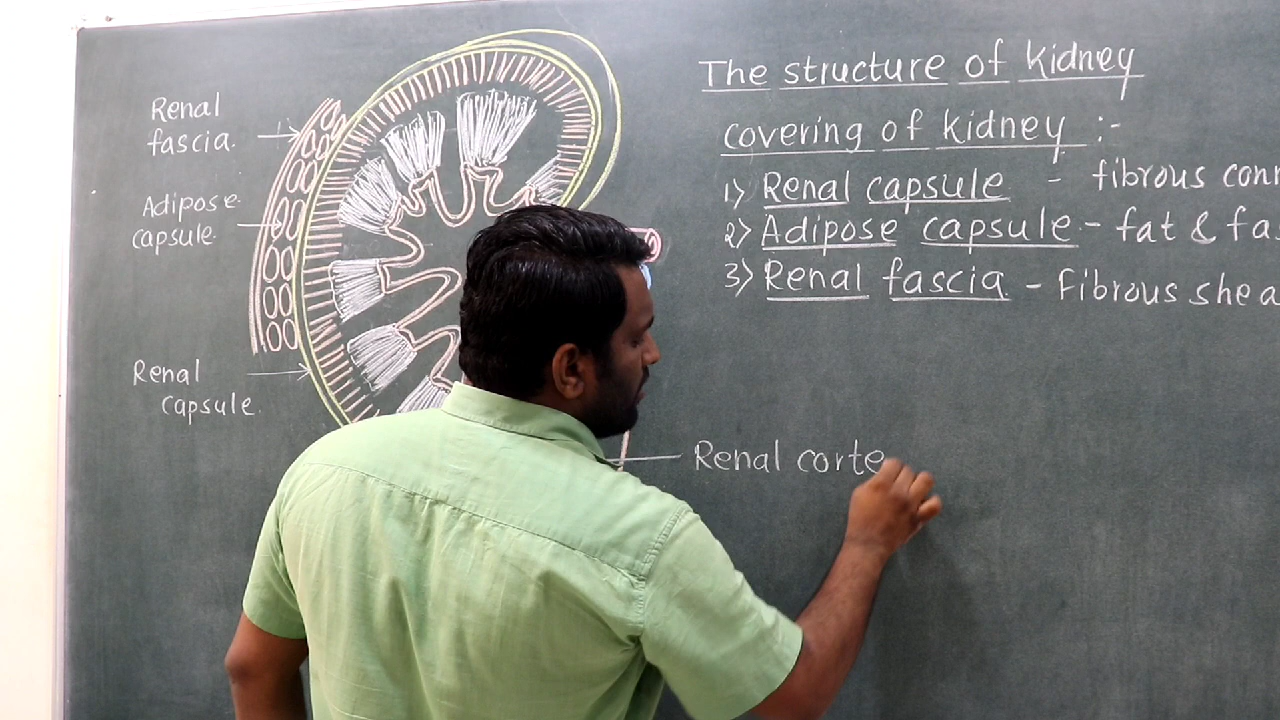 Renal
fascia.
Adipose
capsule.
Renal
capsule.
The structure of kidney
covering of kidney :-
1) Renal capsule - fibrous conn
2) Adipose capsule - fat & fas
3) Renal fascia - Fibrous shea
Renal corte